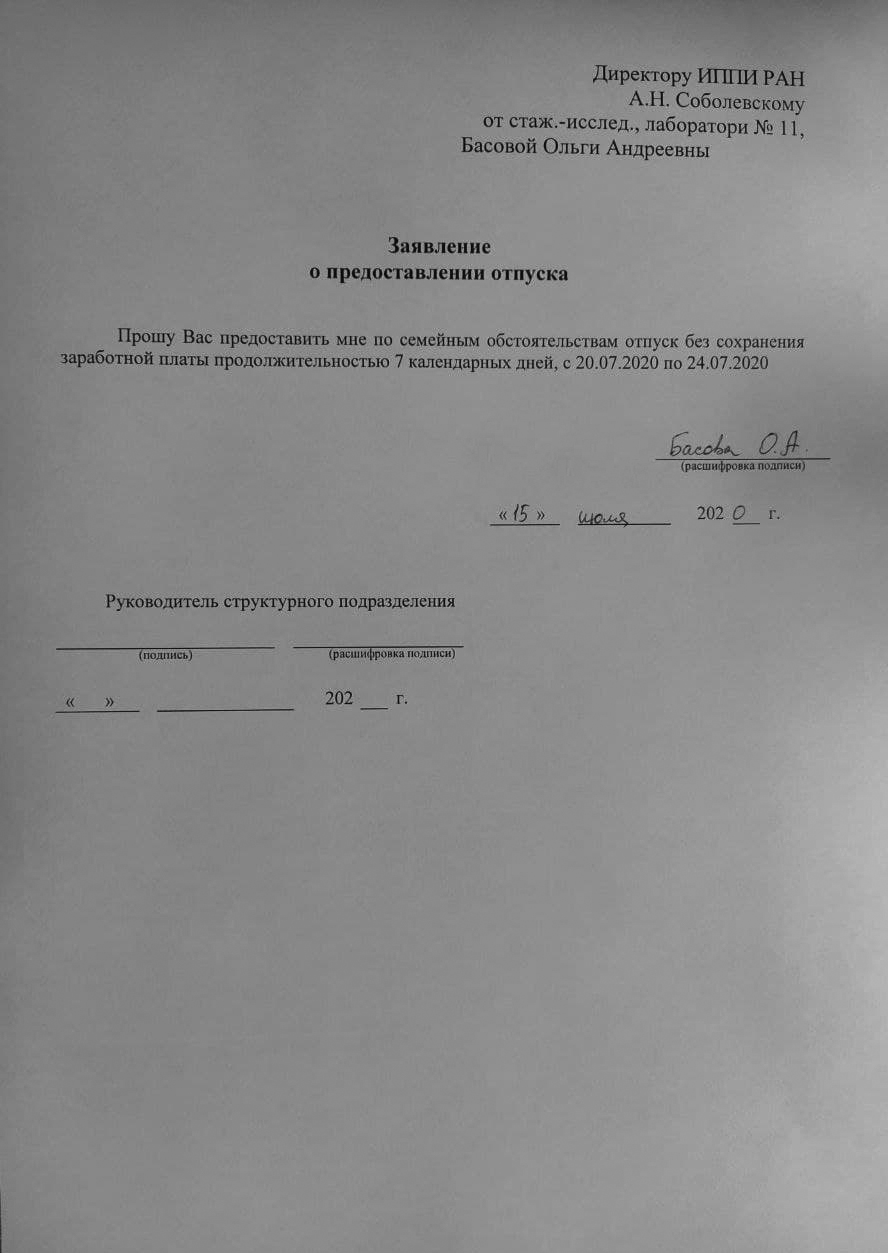 Директору ИППИ РАН
А.Н. Соболевскому
от стаж.-исслед., лаборатори № 11,
Басовой Ольги Андреевны
Заявление
о предоставлении отпуска
Прошу Вас предоставить мне по семейным обстоятельствам отпуск без сохранения
заработной платы продолжительностью 7 календарных дней, с 20.07.2020 по 24.07.2020
Басова О.А.
(расшифровка подписи)
« 15 » июля 2020 г.
Руководитель структурного подразделения
(подпись) (расшифровка подписи)
« » 202 г.